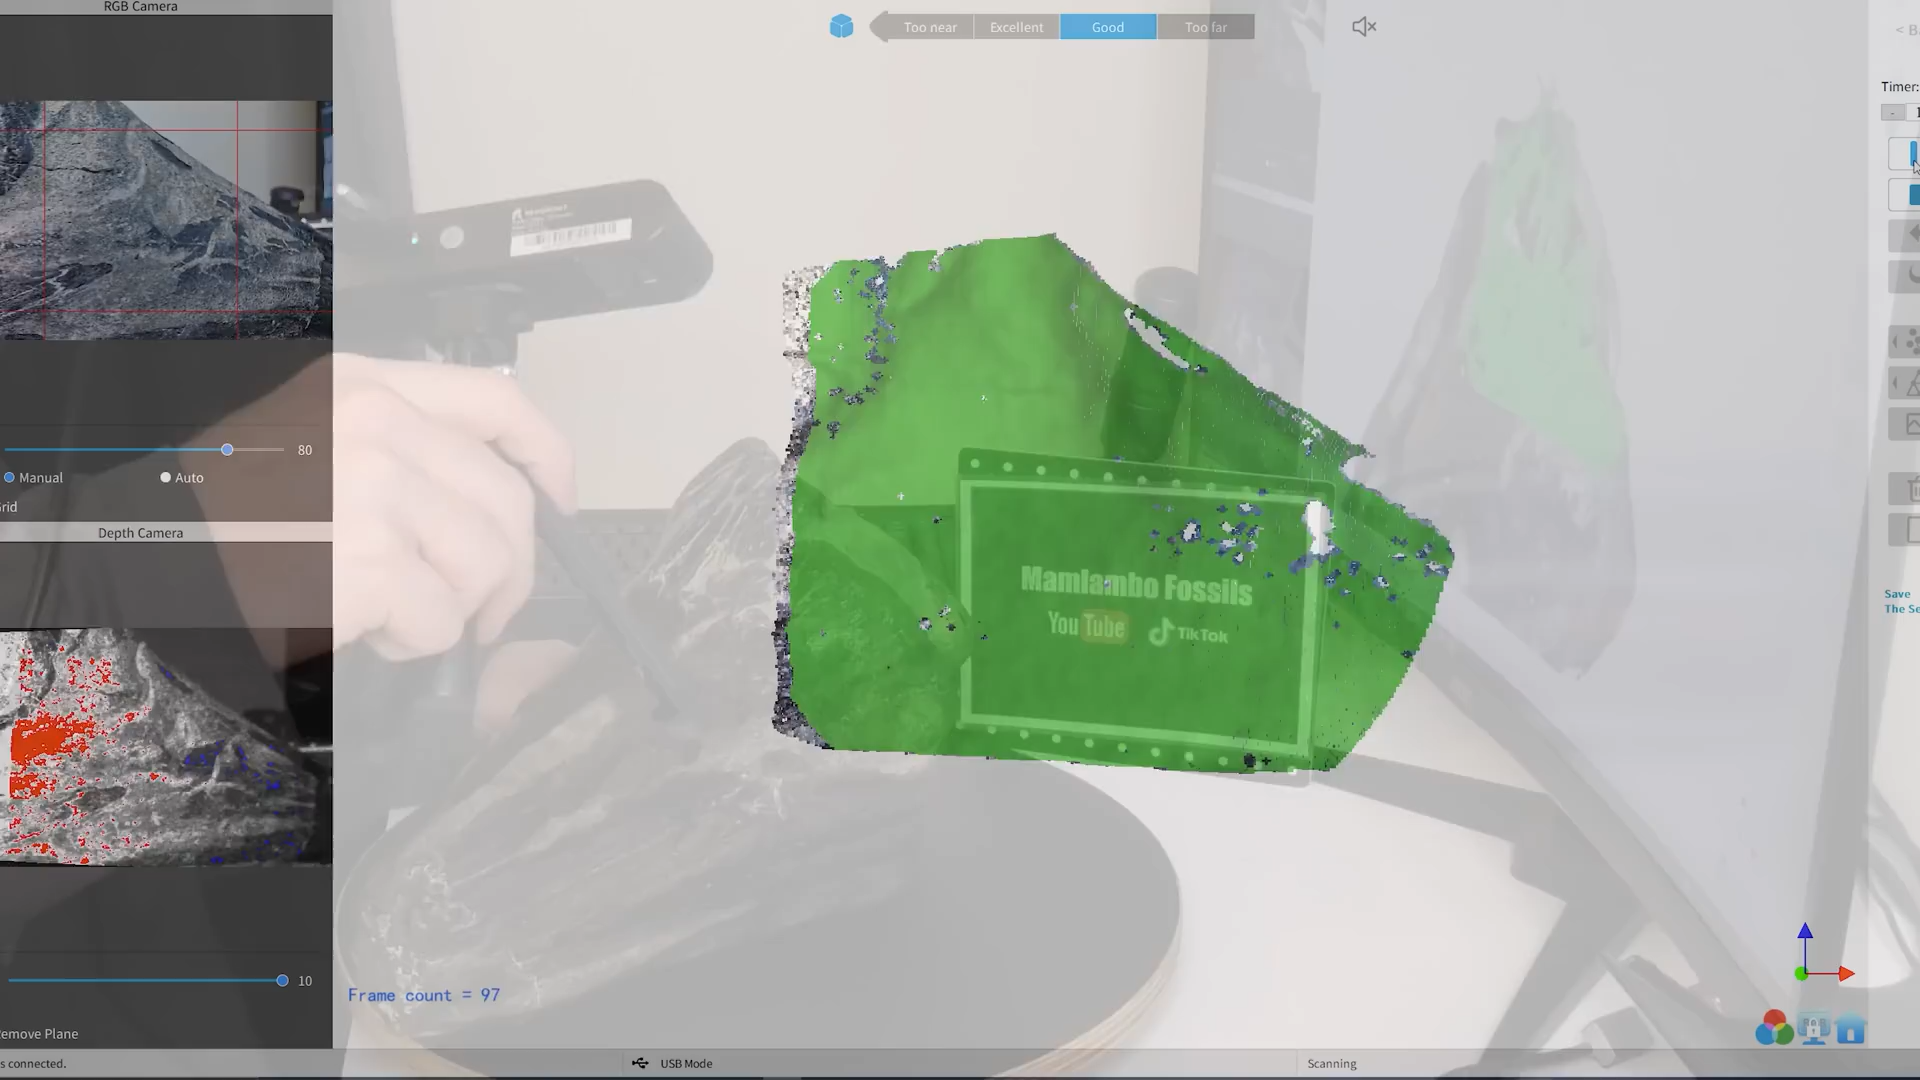 RGB Camera
Too near Excellent Good Too far
< B
Timer:
80
Manual Auto
rid
Depth Camera
Mamlambo Fossils
YouTube TikTok
Save
The Se
10
Frame count = 97
emove Plane
s connected. USB Mode Scanning